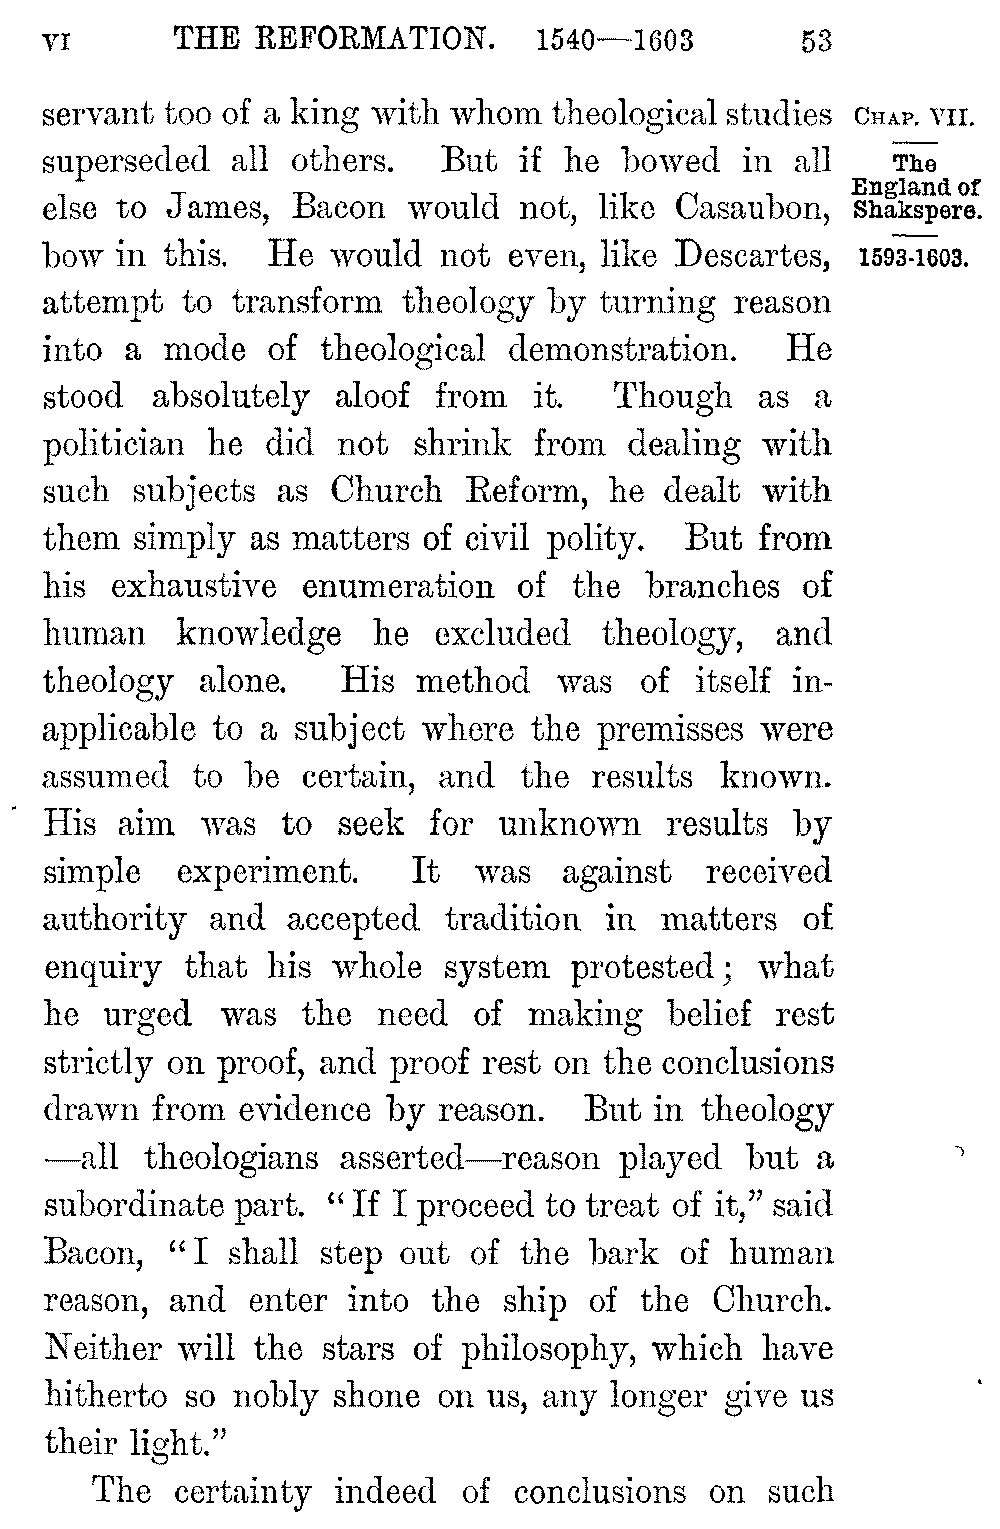 VI THE REFORMATION. 1540—1603 53
servant too of a king with whom theological studies
superseded all others. But if he bowed in all
else to James, Bacon would not, like Casaubon,
bow in this. He would not even, like Descartes,
attempt to transform theology by turning reason
into a mode of theological demonstration. He
stood absolutely aloof from it. Though as a
politician he did not shrink from dealing with
such subjects as Church Reform, he dealt with
them simply as matters of civil polity. But from
his exhaustive enumeration of the branches of
human knowledge he excluded theology, and
theology alone. His method was of itself in-
applicable to a subject where the premisses were
assumed to be certain, and the results known.
His aim was to seek for unknown results by
simple experiment. It was against received
authority and accepted tradition in matters of
enquiry that his whole system protested; what
he urged was the need of making belief rest
strictly on proof, and proof rest on the conclusions
drawn from evidence by reason. But in theology
—all theologians asserted—reason played but a
subordinate part. “If I proceed to treat of it,” said
Bacon, “I shall step out of the bark of human
reason, and enter into the ship of the Church.
Neither will the stars of philosophy, which have
hitherto so nobly shone on us, any longer give us
their light.”
The certainty indeed of conclusions on such
CHAP. VII.
The
England of
Shakspere.
1593-1603.